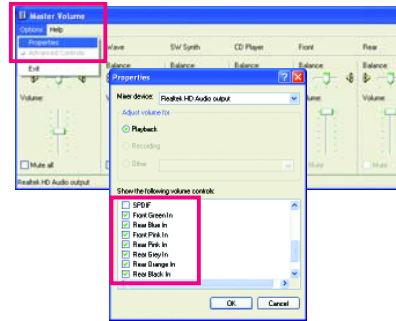 Master Volume
Options Help
Properties
Advanced Controls
Exit
Wave
SW Synth
CD Player
Front
Rear
Balance:
Balance:
Balance:
Balance:
Balance:
Volume:
Mute all
Mute
Mute
Realtek HD Audio output
Properties
Mixer device:
Realtek HD Audio output
Adjust volume for
Playback
Recording
Other
Show the following volume controls:
SPDIF
Front Green In
Rear Blue In
Front Pink In
Rear Pink In
Rear Grey In
Rear Orange In
Rear Black In
OK
Cancel